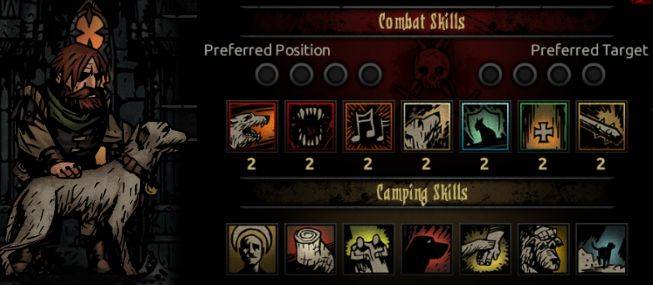 Combat Skills
Preferred Position
Preferred Target
2 2 2 2 2 2 2
Camping Skills